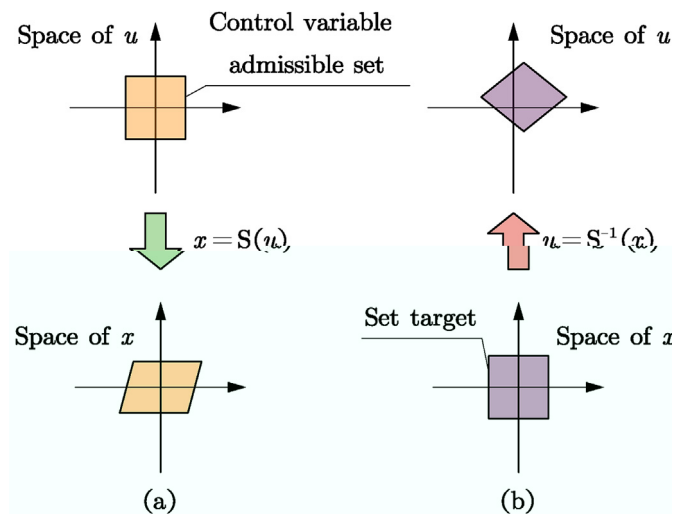 Space of u
Control variable
admissible set
Space of u
x = S(u),
u = S⁻¹(x),
Space of x
Set target
Space of x
(a)
(b)